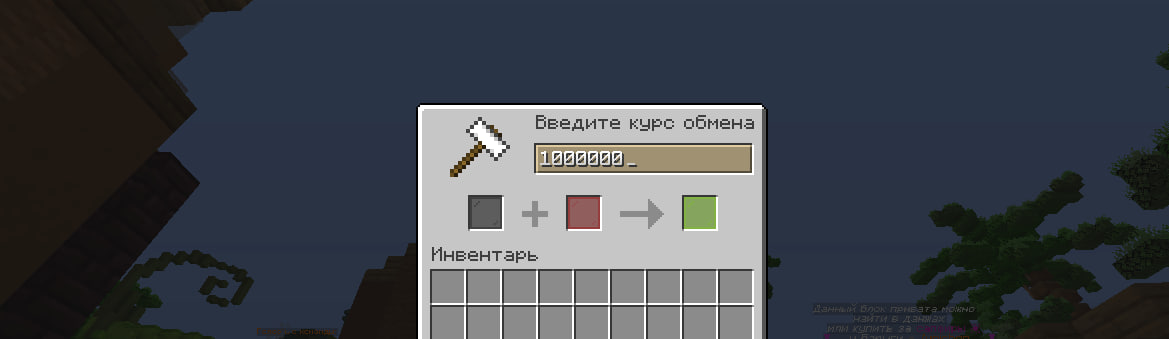 Введите курс обмена
1000000_
Инвентарь
Данный блок привата можно
найти в данжах
или купить за